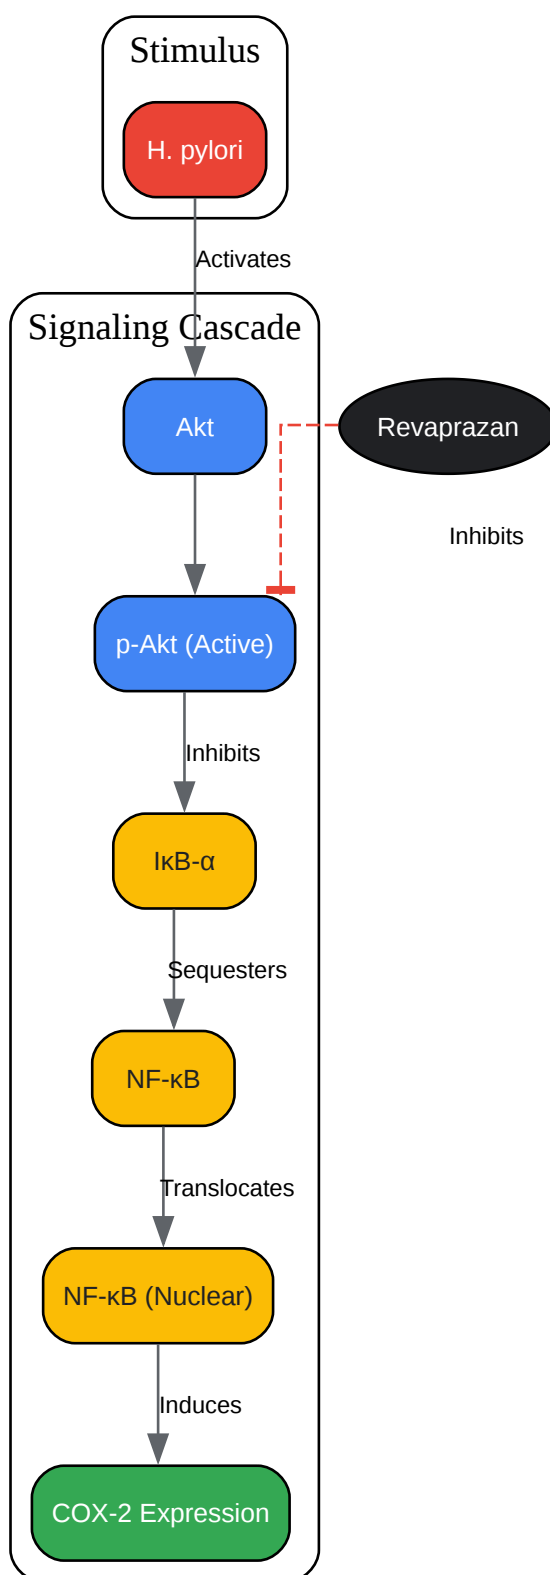 Stimulus
H. pylori
Activates
Signaling Cascade
Akt
Revaprazan
Inhibits
p-Akt (Active)
Inhibits
IκB-α
Sequesters
NF-κB
Translocates
NF-κB (Nuclear)
Induces
COX-2 Expression